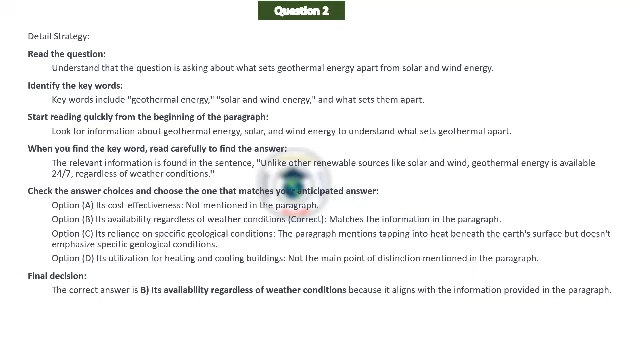 Question 2
Detail Strategy:
Read the question:
Understand that the question is asking about what sets geothermal energy apart from solar and wind energy.
Identify the key words:
Key words include "geothermal energy," "solar and wind energy," and what sets them apart.
Start reading quickly from the beginning of the paragraph:
Look for information about geothermal energy, solar, and wind energy to understand what sets geothermal apart.
When you find the key word, read carefully to find the answer:
The relevant information is found in the sentence, "Unlike other renewable sources like solar and wind, geothermal energy is available
24/7, regardless of weather conditions."
Check the answer choices and choose the one that matches your anticipated answer:
Option (A) Its cost effectiveness: Not mentioned in the paragraph.
Option (B) Its availability regardless of weather conditions (Correct): Matches the information in the paragraph.
Option (C) Its reliance on specific geological conditions: The paragraph mentions tapping into heat beneath the earth's surface but doesn't
emphasize specific geological conditions.
Option (D) Its utilization for heating and cooling buildings: Not the main point of distinction mentioned in the paragraph.
Final decision:
The correct answer is B) Its availability regardless of weather conditions because it aligns with the information provided in the paragraph.